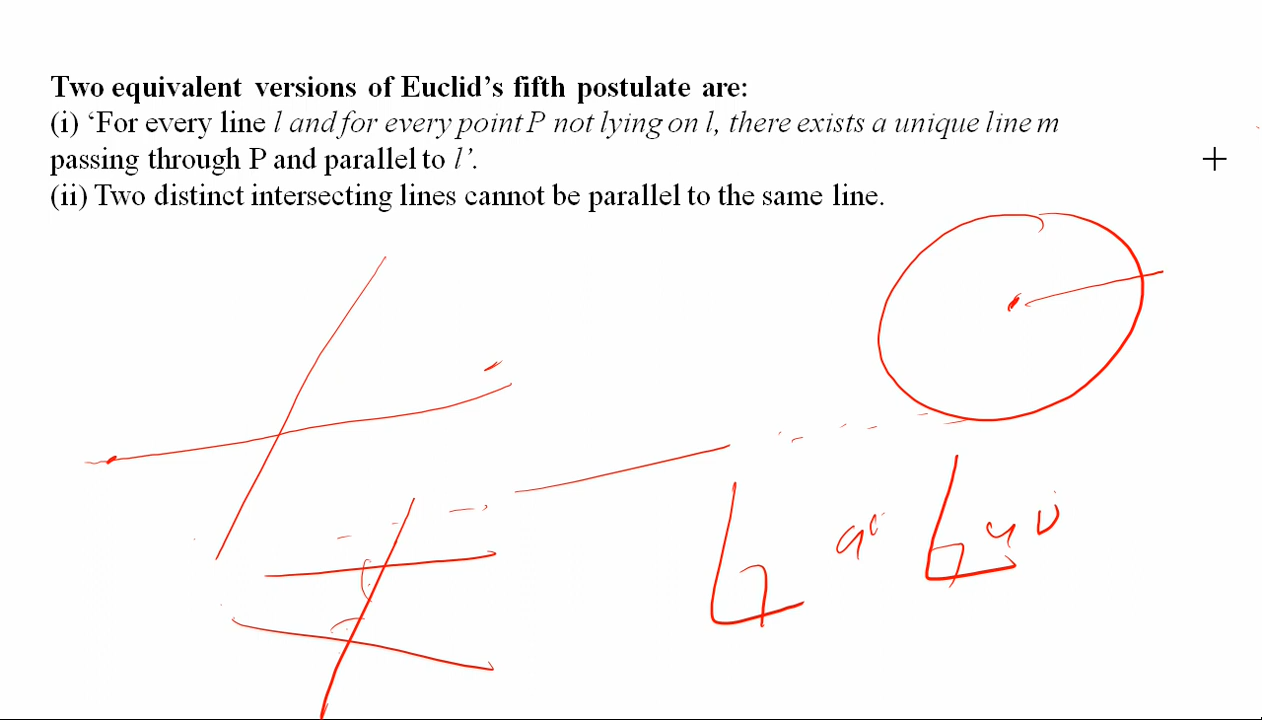 Two equivalent versions of Euclid’s fifth postulate are:
(i) ‘For every line l and for every point P not lying on l, there exists a unique line m
passing through P and parallel to l’.
(ii) Two distinct intersecting lines cannot be parallel to the same line.